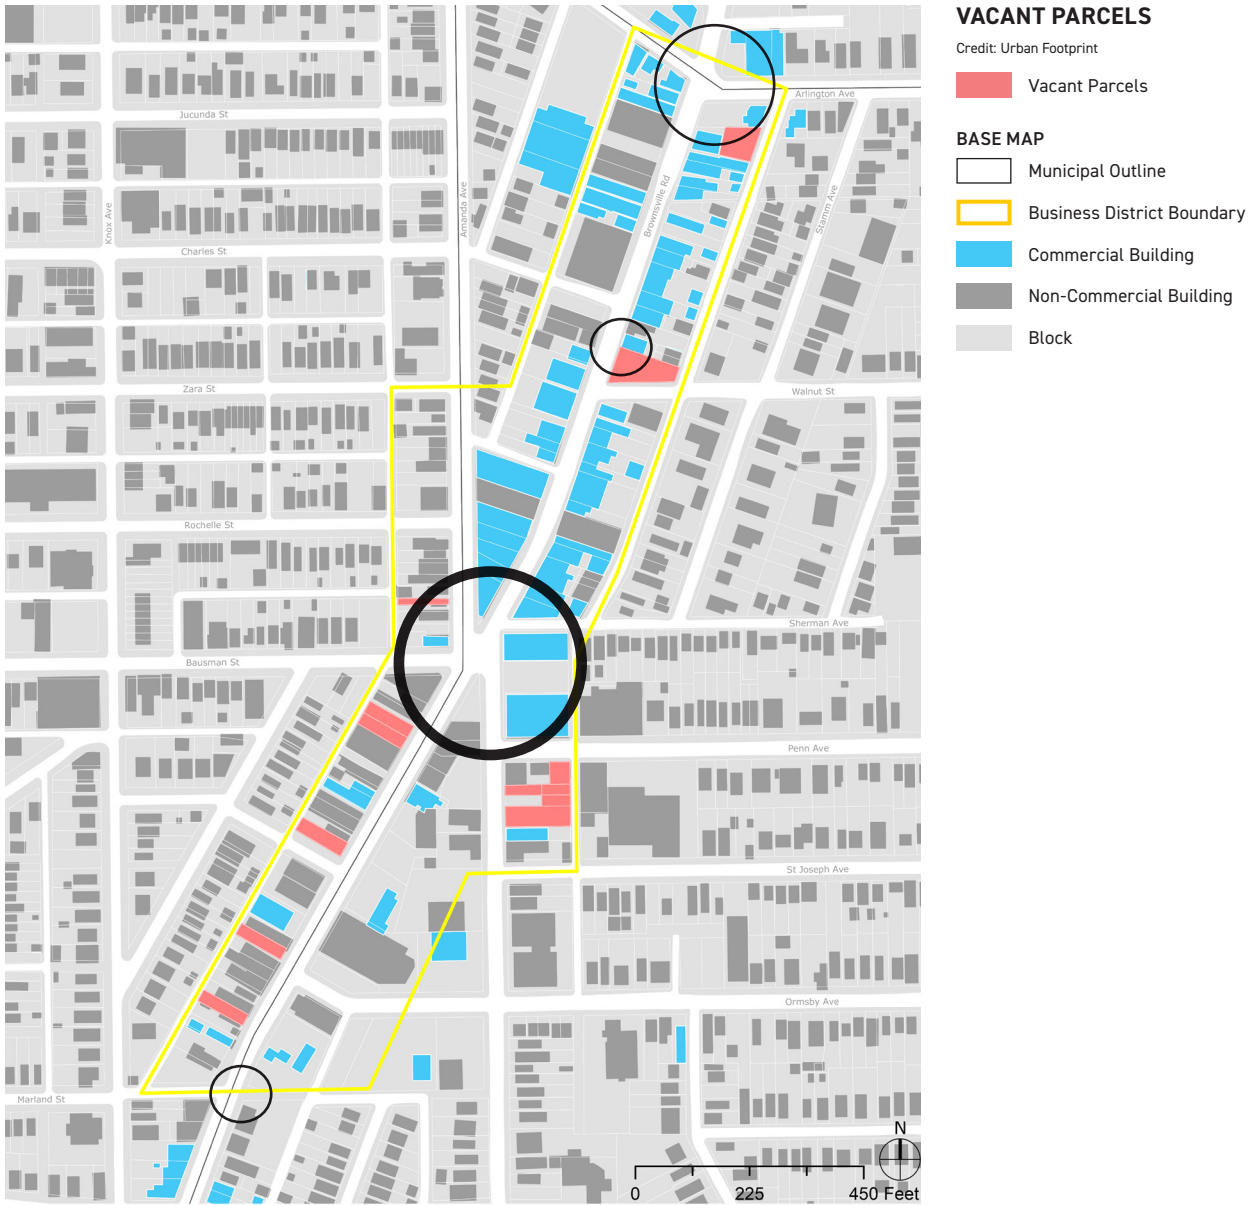 VACANT PARCELS
Credit: Urban Footprint
Vacant Parcels
BASE MAP
Municipal Outline
Business District Boundary
Commercial Building
Non-Commercial Building
Block
Arlington Ave
Jucunda St
Brownsville Rd
Stamm Ave
Amanda Ave
Knox Ave
Charles St
Zara St
Walnut St
Rochelle St
Sherman Ave
Bausman St
Penn Ave
St Joseph Ave
Ormsby Ave
Marland St
N
0 225 450 Feet